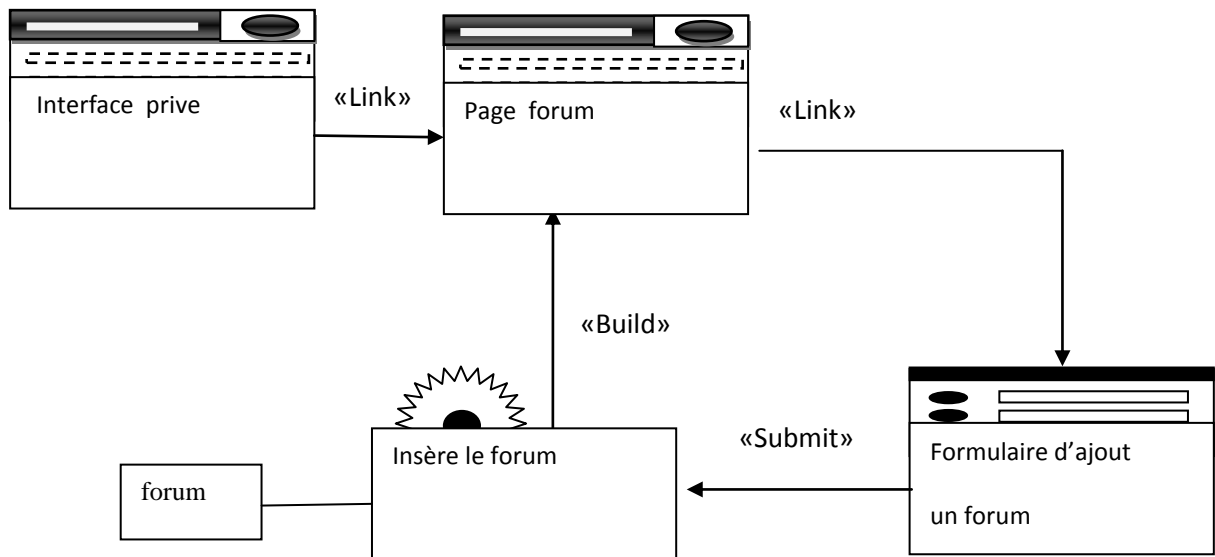 Interface prive
«Link»
Page forum
«Link»
«Build»
Insère le forum
«Submit»
Formulaire d’ajout
un forum
forum